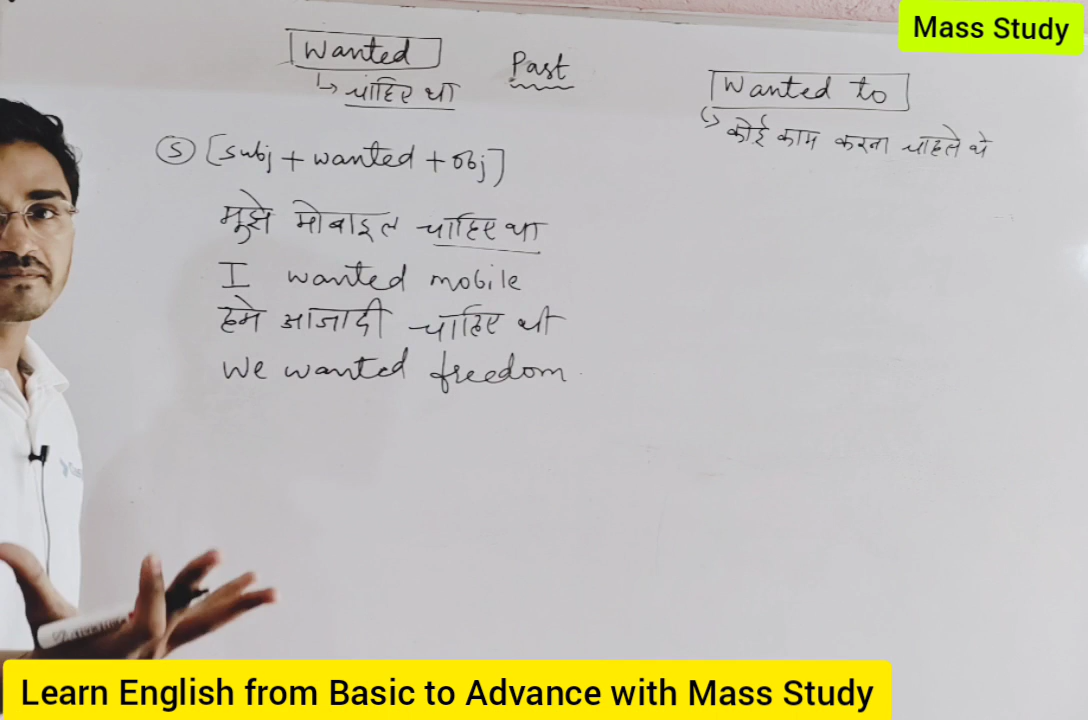 Mass Study
Wanted
↳ चाहिए था
Past
Wanted to
↳ कोई काम करना चाहते थे
(S) [subj + wanted + obj]
मुझे मोबाइल चाहिए था
I wanted mobile
हमे आजादी चाहिए थी
We wanted freedom
Learn English from Basic to Advance with Mass Study